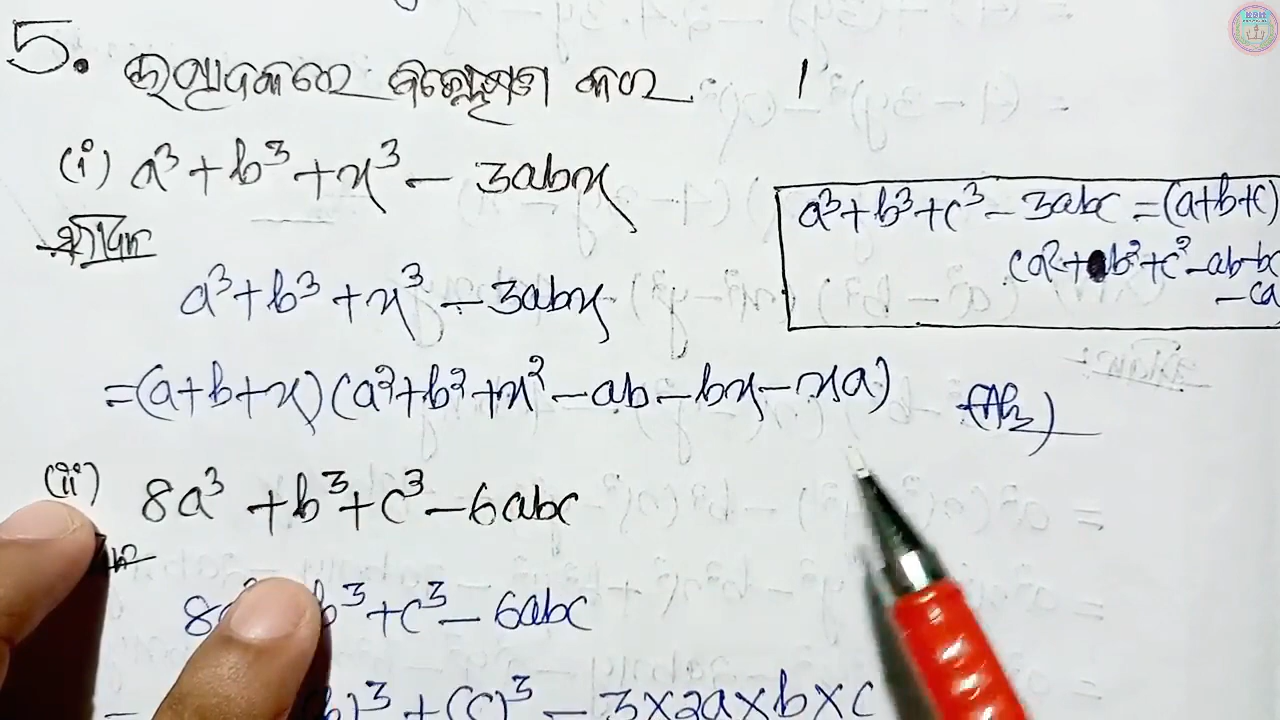 5. ଉତ୍ପାଦକରେ ବିଶ୍ଳେଷଣ କର ।
(i) a³ + b³ + x³ - 3abx
a³ + b³ + c³ - 3abc = (a+b+c)
(a² + b² + c² - ab - bc
- ca
ସମାଧାନ
a³ + b³ + x³ - 3abx
= (a+b+x) (a² + b² + x² - ab - bx - xa)
(ii) 8a³ + b³ + c³ - 6abc
b³ + c³ - 6abc
b)³ + (c)³ - 3×2a×b×c